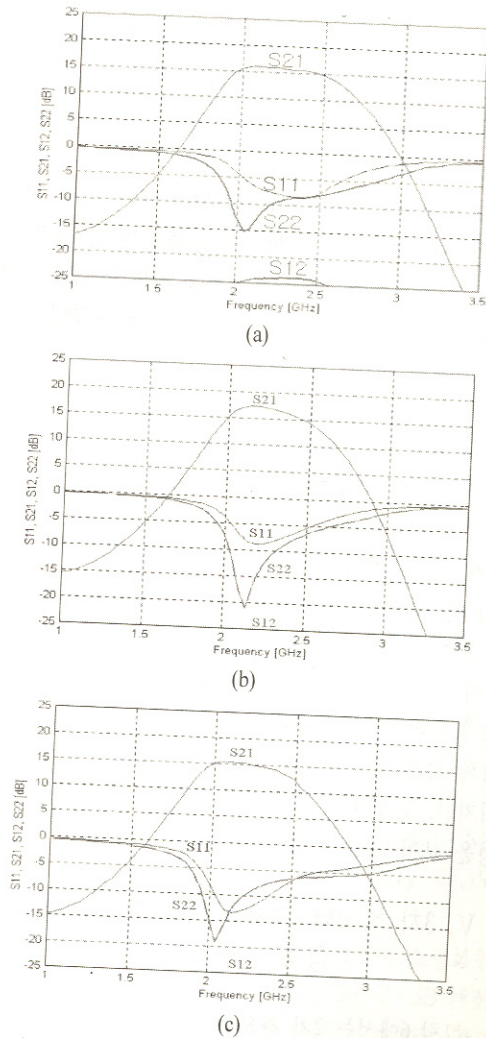 25
20
15
10
5
0
-5
-10
-15
-20
-25
S11, S21, S12, S22 [dB]
S21
S11
S22
S12
1 1.5 2 2.5 3 3.5
Frequency [GHz]
(a)
25
20
15
10
5
0
-5
-10
-15
-20
-25
S11, S21, S12, S22 [dB]
S21
S11
S22
S12
1 1.5 2 2.5 3 3.5
Frequency [GHz]
(b)
25
20
15
10
5
0
-5
-10
-15
-20
-25
S11, S21, S12, S22 [dB]
S21
S11
S22
S12
1 1.5 2 2.5 3 3.5
Frequency [GHz]
(c)